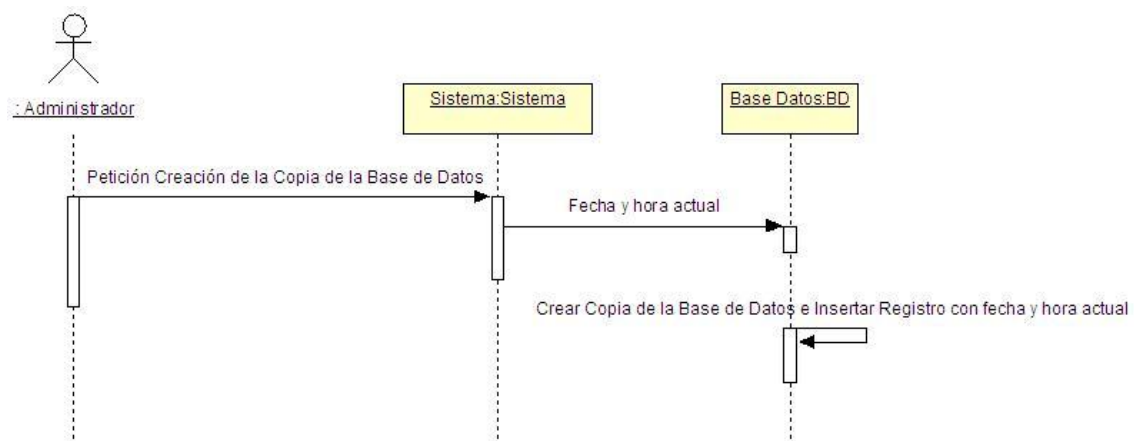 : Administrador
Sistema:Sistema
Base Datos:BD
Petición Creación de la Copia de la Base de Datos
Fecha y hora actual
Crear Copia de la Base de Datos e Insertar Registro con fecha y hora actual